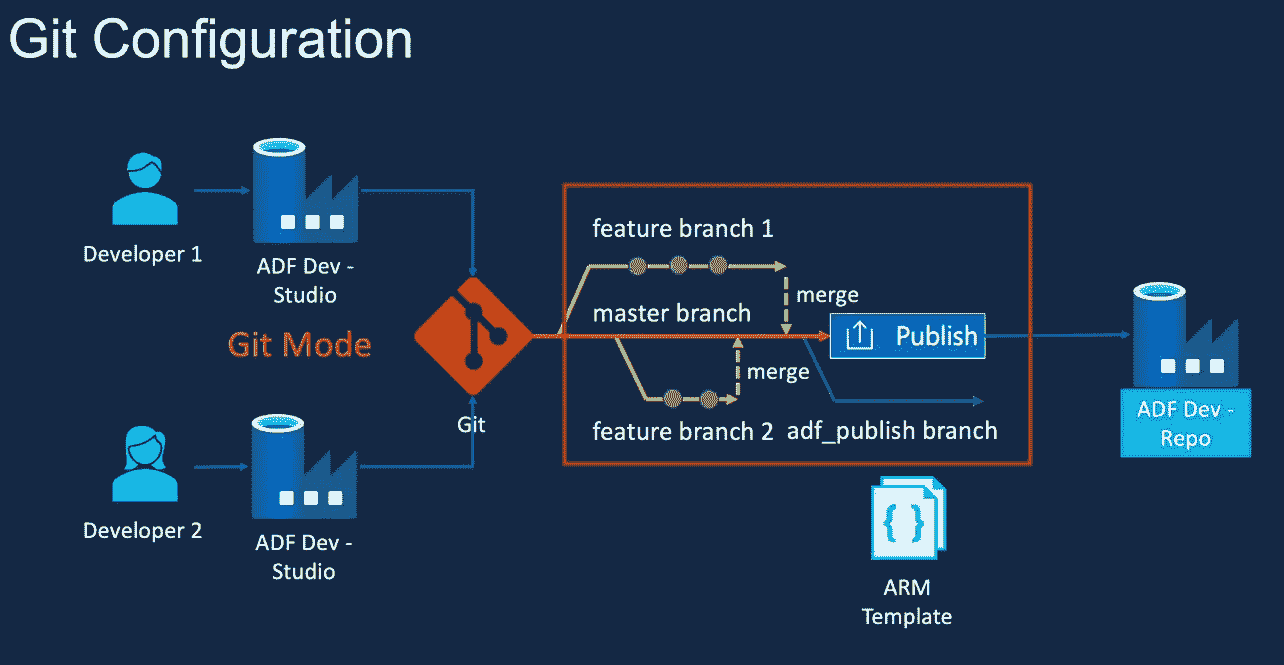 Git Configuration
Developer 1
ADF Dev -
Studio
Git Mode
Git
Developer 2
ADF Dev -
Studio
feature branch 1
merge
master branch
Publish
merge
feature branch 2
adf_publish branch
{ }
ARM
Template
ADF Dev -
Repo